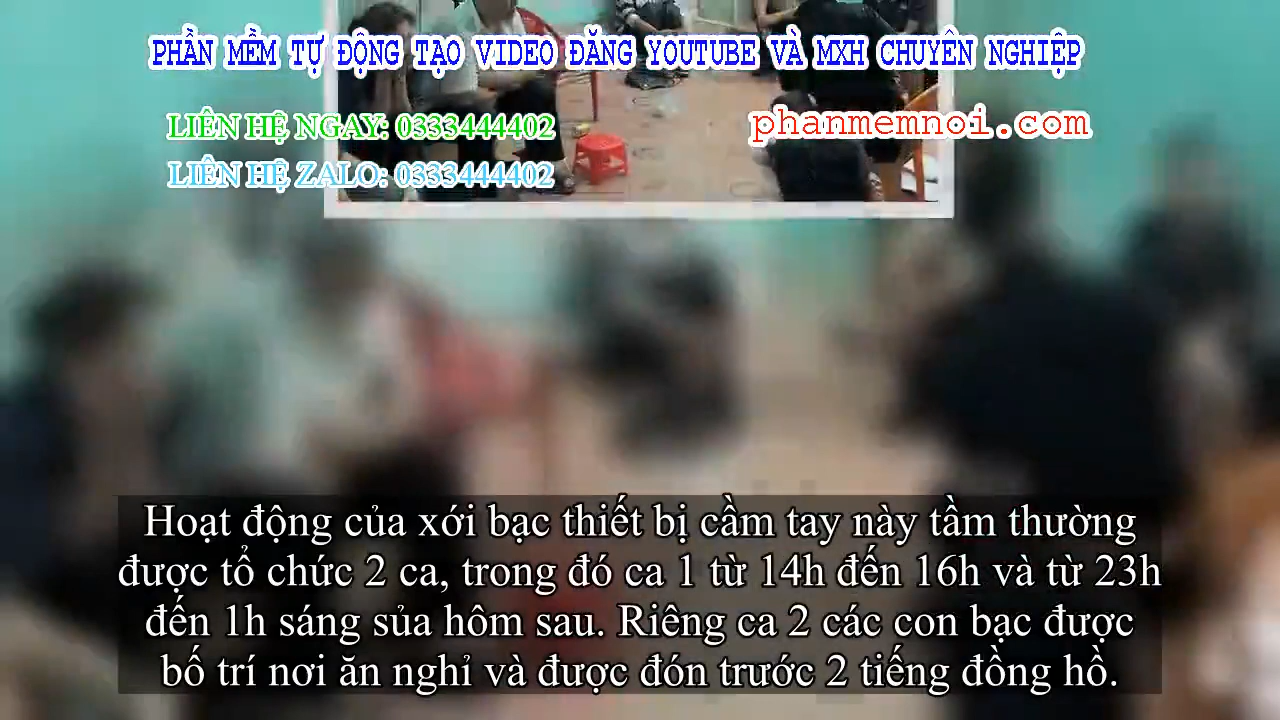 PHẦN MỀM TỰ ĐỘNG TẠO VIDEO ĐĂNG YOUTUBE VÀ MXH CHUYÊN NGHIỆP
LIÊN HỆ NGAY: 0333444402
phanmemnoi.com
LIÊN HỆ ZALO: 0333444402
Hoạt động của xới bạc thiết bị cầm tay này tầm thường
được tổ chức 2 ca, trong đó ca 1 từ 14h đến 16h và từ 23h
đến 1h sáng sủa hôm sau. Riêng ca 2 các con bạc được
bố trí nơi ăn nghỉ và được đón trước 2 tiếng đồng hồ.